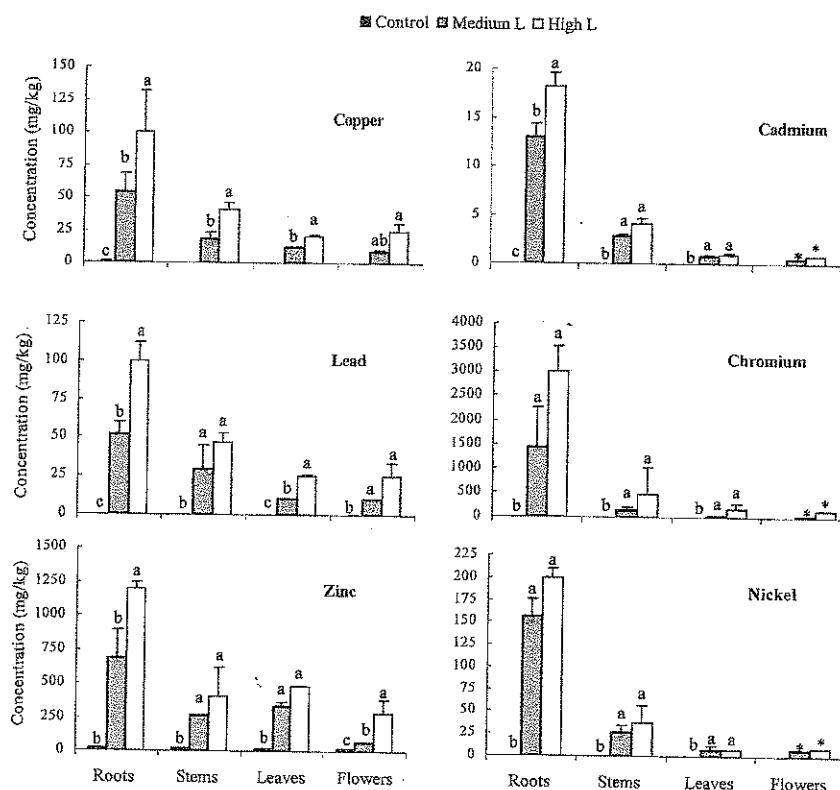 Control Medium L High L
Concentration (mg/kg)
150
125
100
75
50
25
0
Copper
c b a
b a
b a
ab a
20
15
10
5
0
Cadmium
c b a
b a a
b a a
* *
Concentration (mg/kg)
125
100
75
50
25
0
Lead
c b a
b a a
c b a
b a a
4000
3500
3000
2500
2000
1500
1000
500
0
Chromium
b a a
b a a
b a a
* *
Concentration (mg/kg)
1500
1250
1000
750
500
250
0
Zinc
b b a
b a a
b a a
c b a
Roots Stems Leaves Flowers
225
200
175
150
125
100
75
50
25
0
Nickel
b a a
b a a
b a a
* *
Roots Stems Leaves Flowers